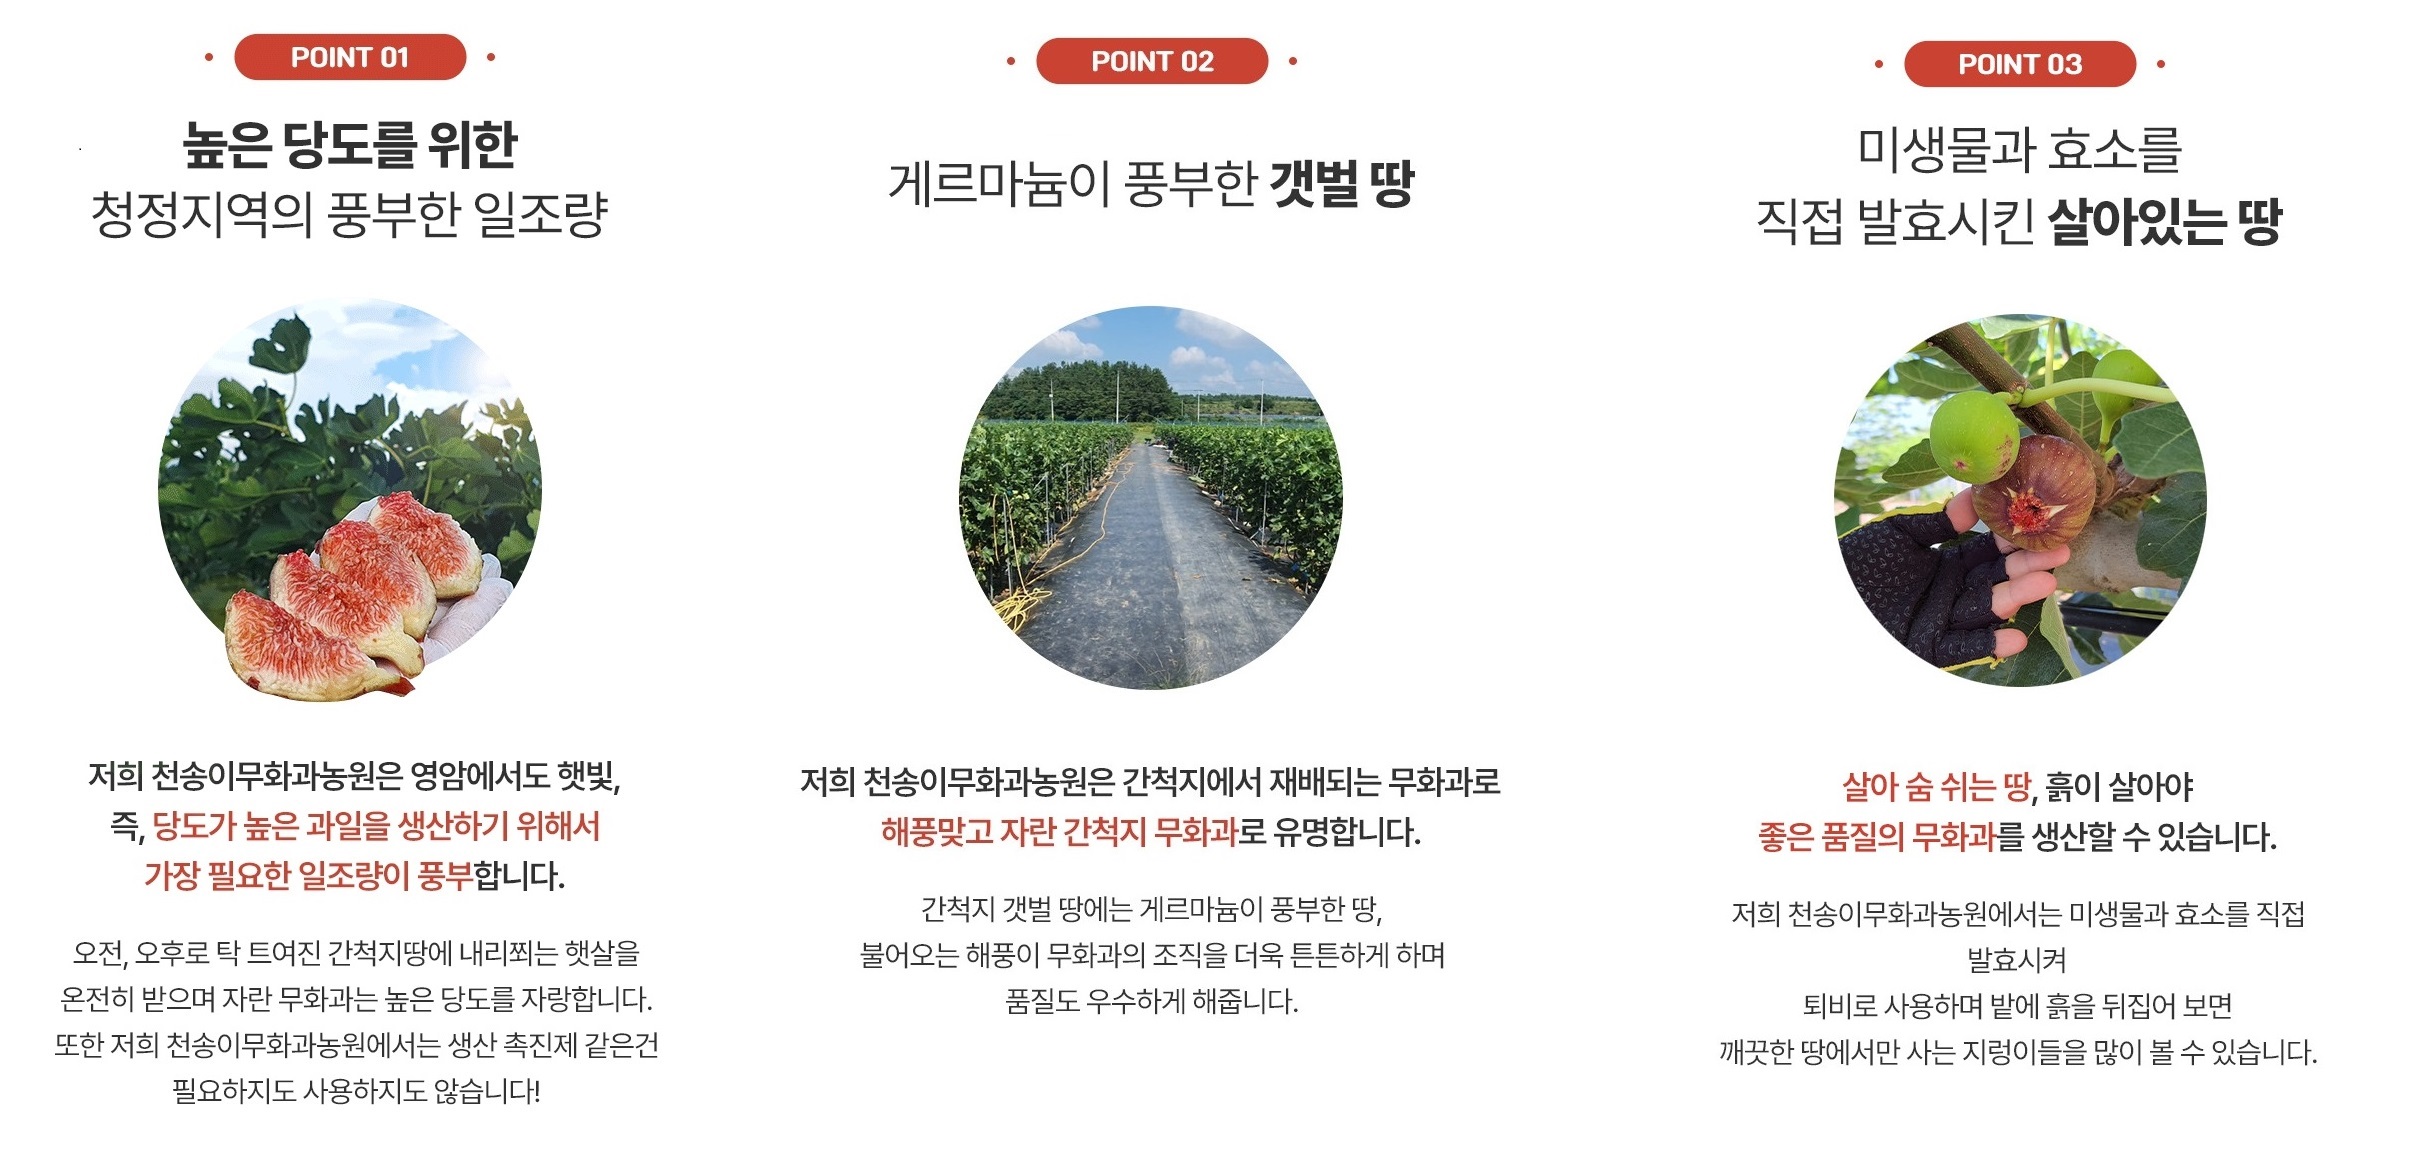 POINT 01
높은 당도를 위한
청정지역의 풍부한 일조량
저희 천송이무화과농원은 영암에서도 햇빛,
즉, 당도가 높은 과일을 생산하기 위해서
가장 필요한 일조량이 풍부합니다.
오전, 오후로 탁 트여진 간척지땅에 내리쬐는 햇살을
온전히 받으며 자란 무화과는 높은 당도를 자랑합니다.
또한 저희 천송이무화과농원에서는 생산 촉진제 같은건
필요하지도 사용하지도 않습니다!
POINT 02
게르마늄이 풍부한 갯벌 땅
저희 천송이무화과농원은 간척지에서 재배되는 무화과로
해풍맞고 자란 간척지 무화과로 유명합니다.
간척지 갯벌 땅에는 게르마늄이 풍부한 땅,
불어오는 해풍이 무화과의 조직을 더욱 튼튼하게 하며
품질도 우수하게 해줍니다.
POINT 03
미생물과 효소를
직접 발효시킨 살아있는 땅
살아 숨 쉬는 땅, 흙이 살아야
좋은 품질의 무화과를 생산할 수 있습니다.
저희 천송이무화과농원에서는 미생물과 효소를 직접
발효시켜
퇴비로 사용하며 밭에 흙을 뒤집어 보면
깨끗한 땅에서만 사는 지렁이들을 많이 볼 수 있습니다.